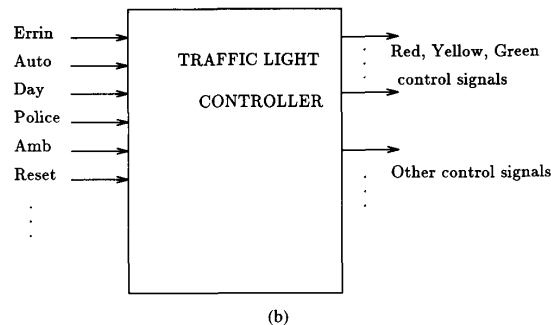 Errin
Auto
Day
Police
Amb
Reset
TRAFFIC LIGHT
CONTROLLER
Red, Yellow, Green
control signals
Other control signals
(b)